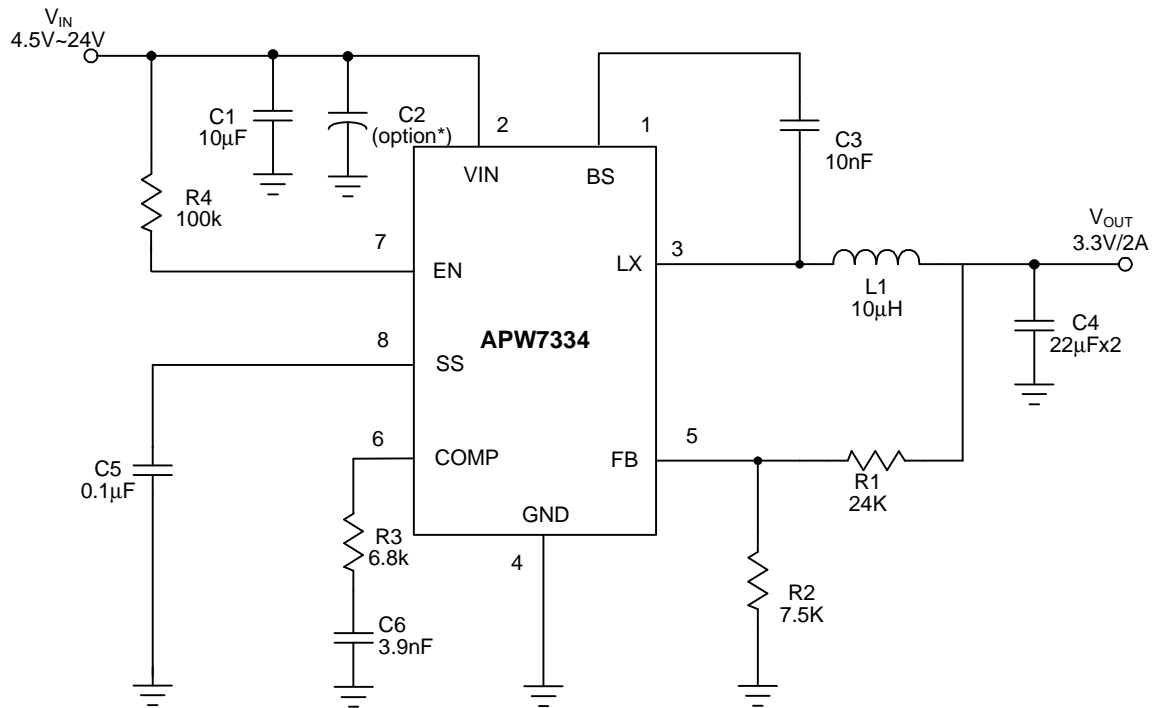 V_IN
4.5V~24V
C1
10μF
C2
(option*)
2
1
C3
10nF
VIN
BS
R4
100k
7
EN
LX
3
V_OUT
3.3V/2A
L1
10μH
C4
22μFx2
APW7334
8
SS
6
COMP
FB
5
C5
0.1μF
R1
24K
GND
R3
6.8k
4
R2
7.5K
C6
3.9nF